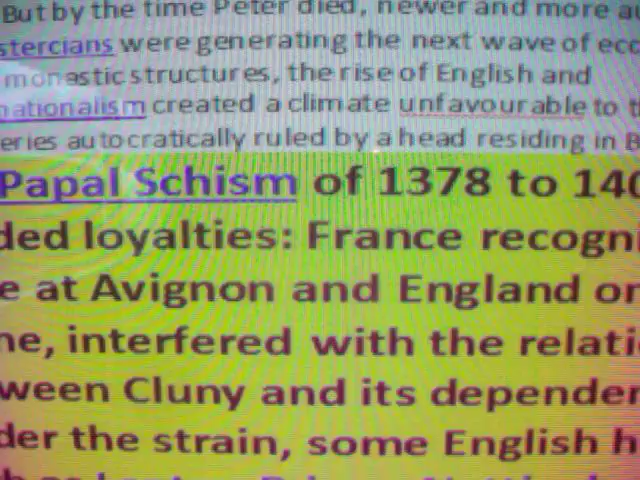 But by the time Peter died, newer and more
stercians were generating the next wave of
monastic structures, the rise of English and
nationalism created a climate unfavourable to
eries autocratically ruled by a head residing in
Papal Schism of 1378 to 140
ded loyalties: France recogni
e at Avignon and England on
ne, interfered with the relati
ween Cluny and its dependen
der the strain, some English h